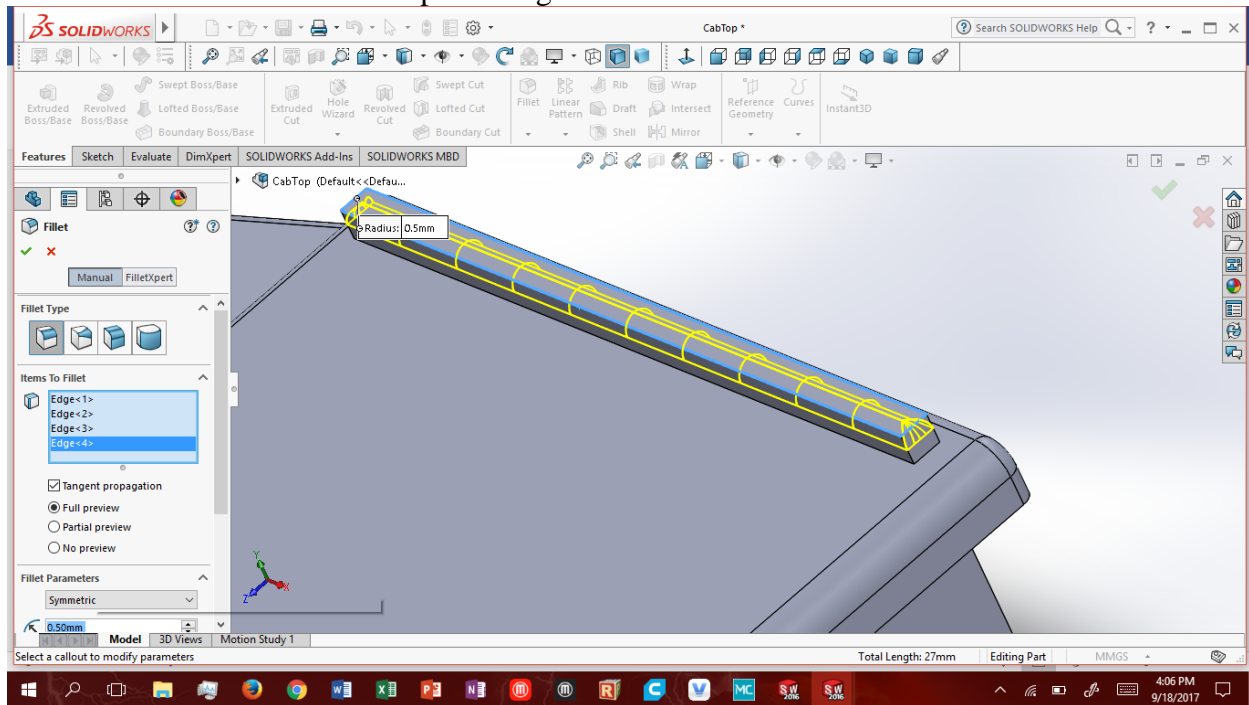 SOLIDWORKS
CabTop *
Search SOLIDWORKS Help
Extruded Boss/Base
Revolved Boss/Base
Swept Boss/Base
Lofted Boss/Base
Boundary Boss/Base
Extruded Cut
Hole Wizard
Revolved Cut
Swept Cut
Lofted Cut
Boundary Cut
Fillet
Linear Pattern
Rib
Draft
Shell
Wrap
Intersect
Mirror
Reference Geometry
Curves
Instant3D
Features Sketch Evaluate DimXpert SOLIDWORKS Add-Ins SOLIDWORKS MBD
CabTop (Default<<Defau...
Fillet
Radius: 0.5mm
Manual FilletXpert
Fillet Type
Items To Fillet
Edge<1>
Edge<2>
Edge<3>
Edge<4>
Tangent propagation
Full preview
Partial preview
No preview
Y
X
Z
Fillet Parameters
Symmetric
0.50mm
Model 3D Views Motion Study 1
Select a callout to modify parameters Total Length: 27mm Editing Part MMGS
4:06 PM
9/18/2017